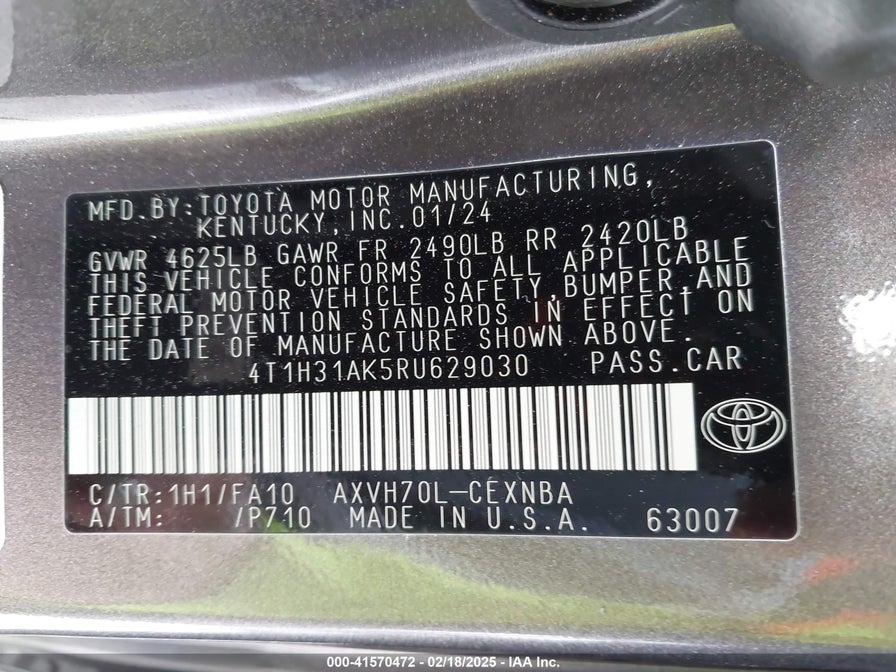 MFD.BY:TOYOTA MOTOR MANUFACTURING,
KENTUCKY,INC.01/24
GVWR 4625LB GAWR FR 2490LB RR 2420LB
THIS VEHICLE CONFORMS TO ALL APPLICABLE
FEDERAL MOTOR VEHICLE SAFETY,BUMPER,AND
THEFT PREVENTION STANDARDS IN EFFECT ON
THE DATE OF MANUFACTURE SHOWN ABOVE.
4T1H31AK5RU629030 PASS.CAR
C/TR:1H1/FA10 AXVH70L-CEXNBA
A/TM: /P710 MADE IN U.S.A. 63007
000-41570472 - 02/18/2025 - IAA Inc.